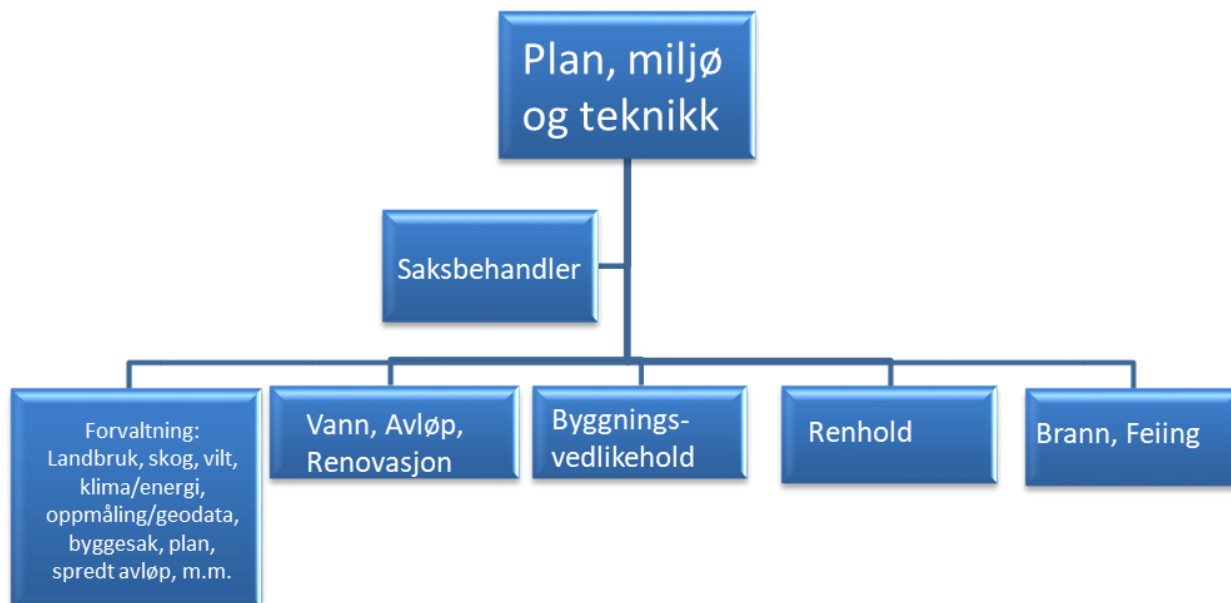 Plan, miljø
og teknikk
Saksbehandler
Forvaltning:
Landbruk, skog, vilt,
klima/energi,
oppmåling/geodata,
byggesak, plan,
spredt avløp, m.m.
Vann, Avløp,
Renovasjon
Byggnings-
vedlikehold
Renhold
Brann, Feiing